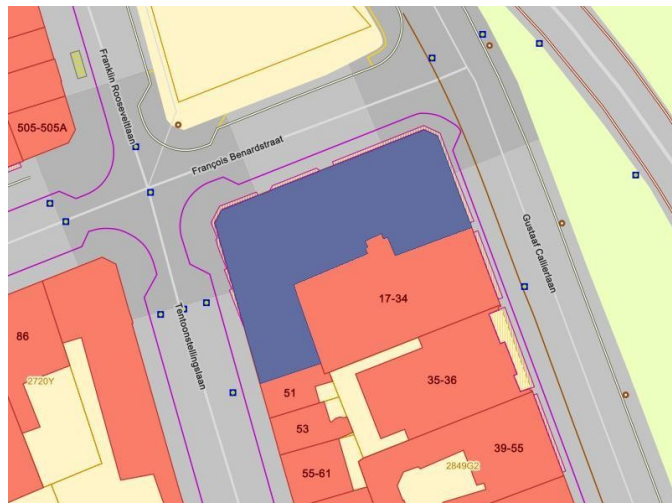 Franklin Rooseveltlaan
505-505A
François Benardstraat
Gustaaf Callierlaan
17-34
Tentoonstellingslaan
86
2720Y
35-36
51
53
39-55
55-61
2849G2